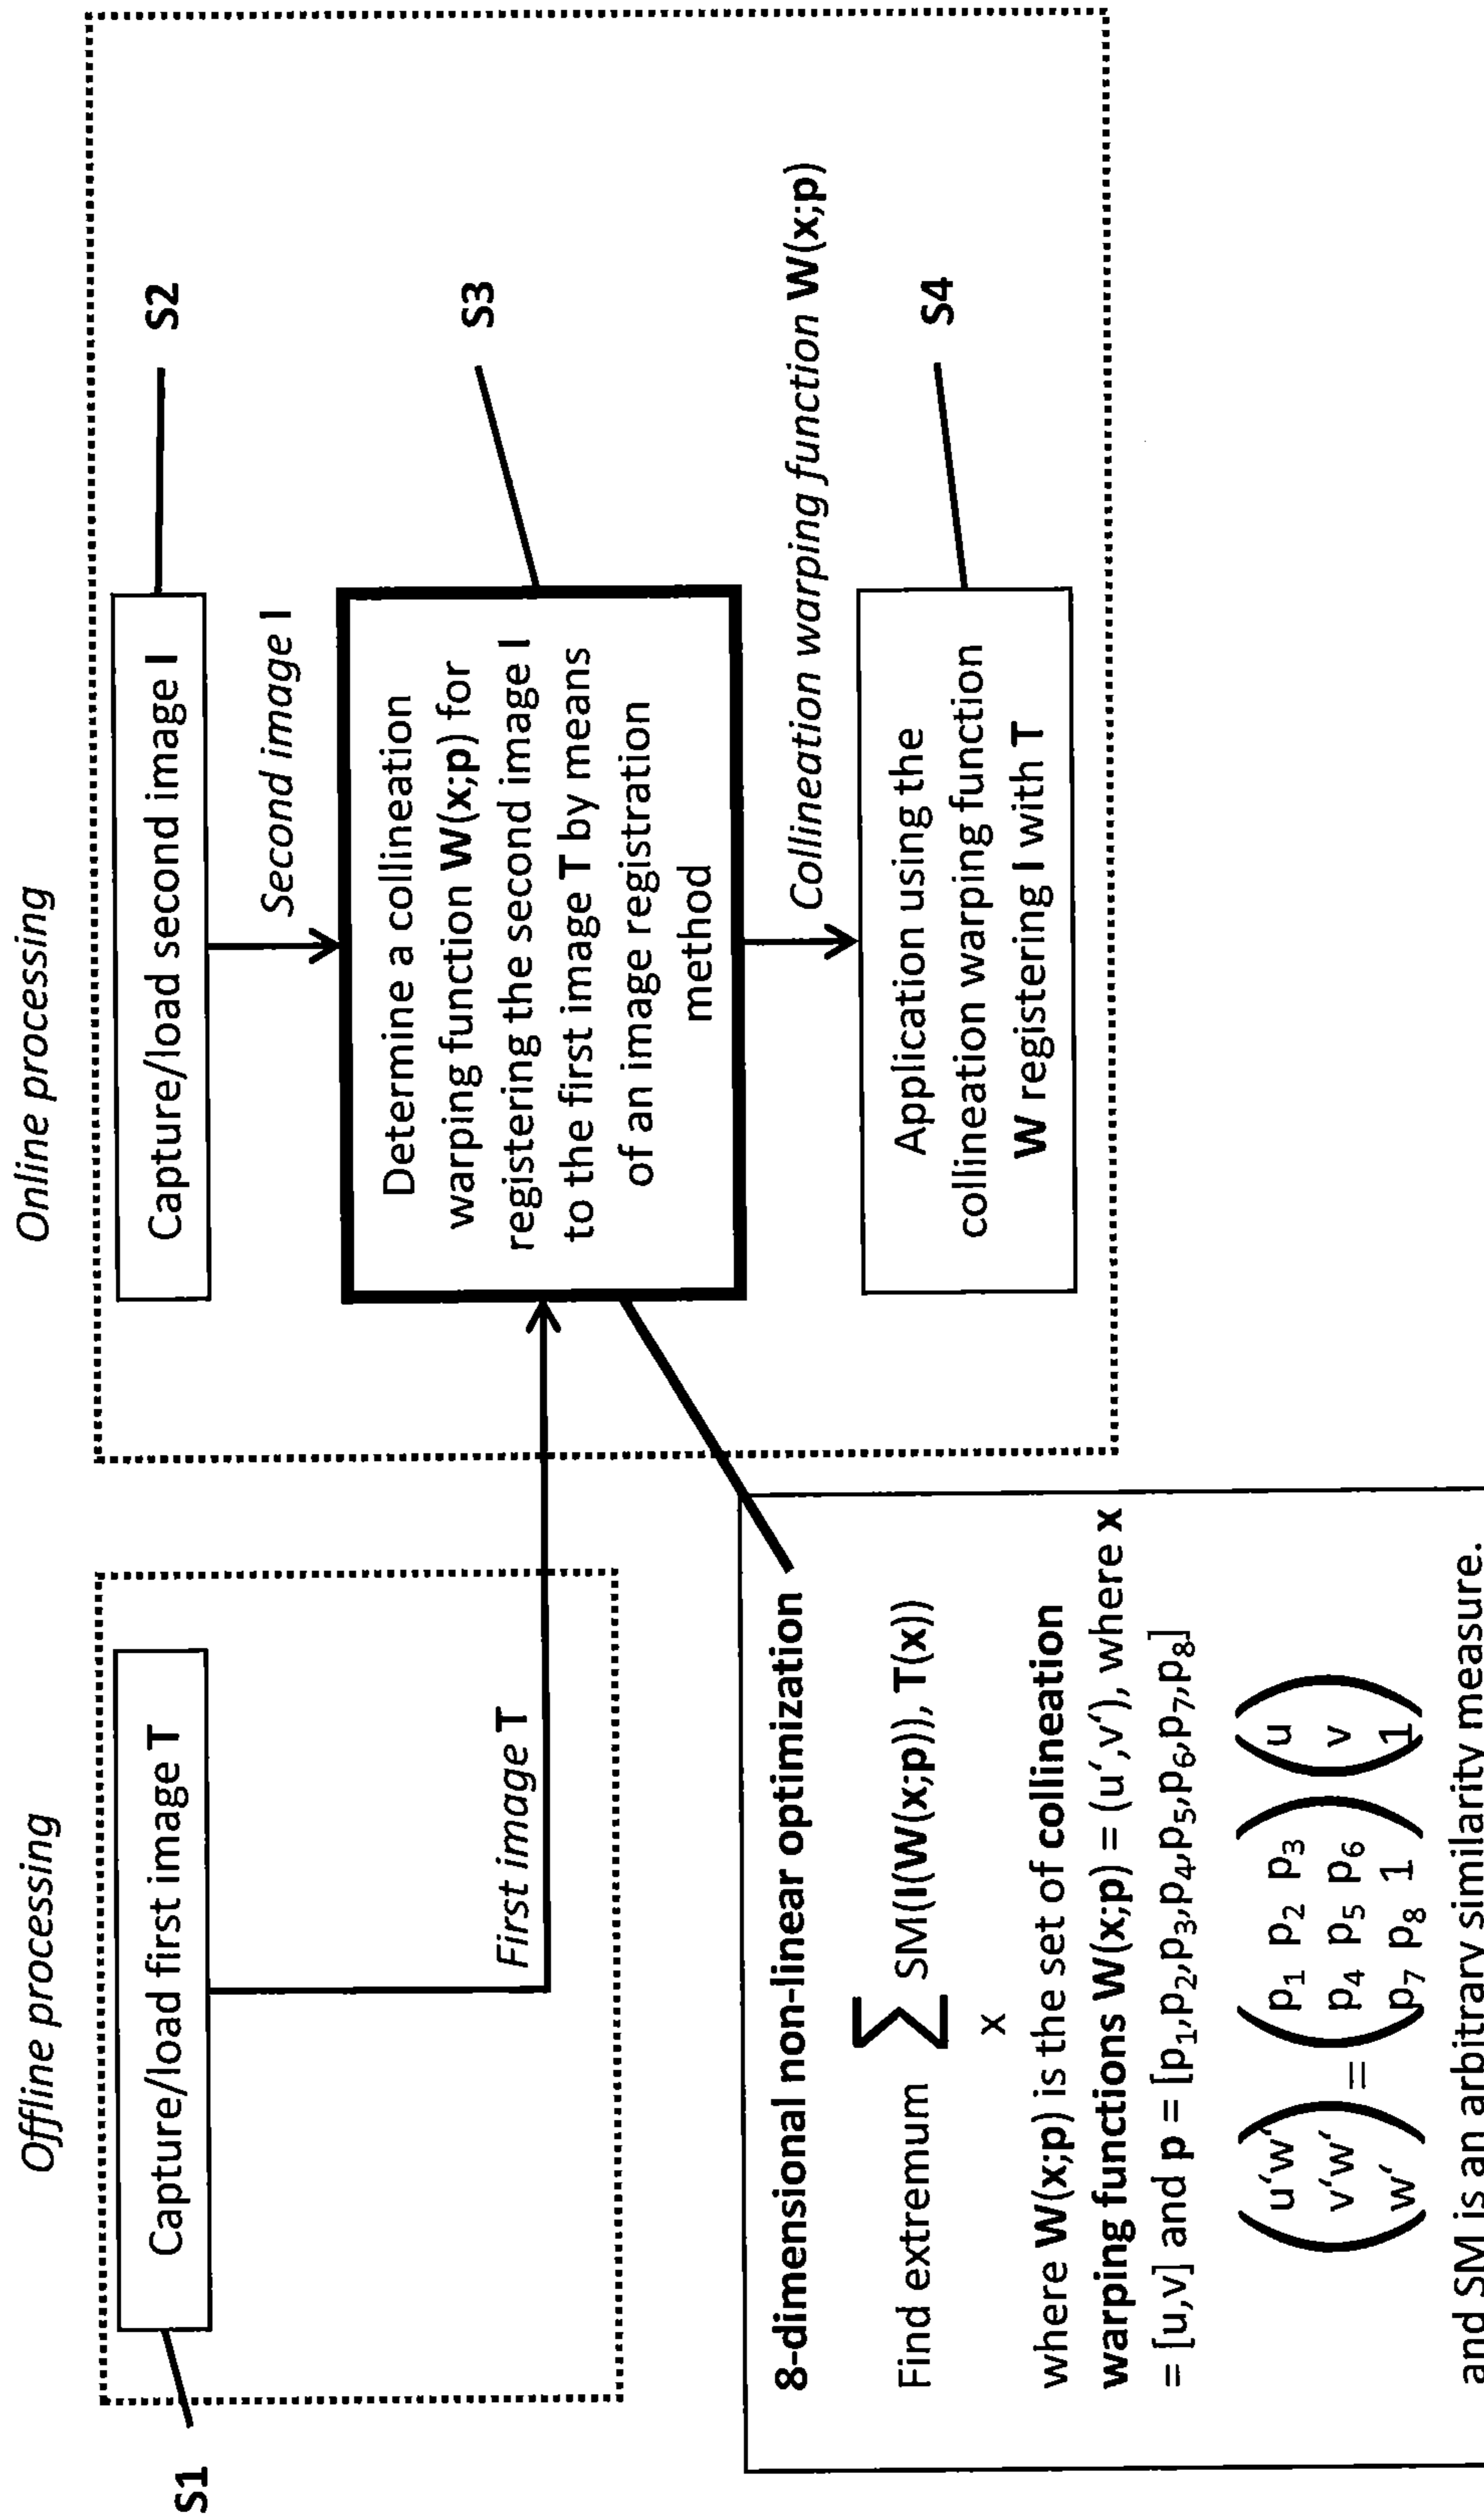 Offline processing
S1
Capture/load first image T
First image T
Online processing
Capture/load second image I
S2
Second image I
Determine a collineation
warping function W(x;p) for
registering the second image I
to the first image T by means
of an image registration
method
S3
Collineation warping function W(x;p)
Application using the
collineation warping function
W registering I with T
S4
8-dimensional non-linear optimization
Find extremum ∑ SM(I(W(x;p)), T(x))
x
where W(x;p) is the set of collineation
warping functions W(x;p) = (u‘,v‘), where x
= [u,v] and p = [p₁,p₂,p₃,p₄,p₅,p₆,p₇,p₈]
(u‘w‘) (p₁ p₂ p₃) (u)
(v‘w‘) = (p₄ p₅ p₆) (v)
(w‘) (p₇ p₈ 1) (1)
and SM is an arbitrary similarity measure.